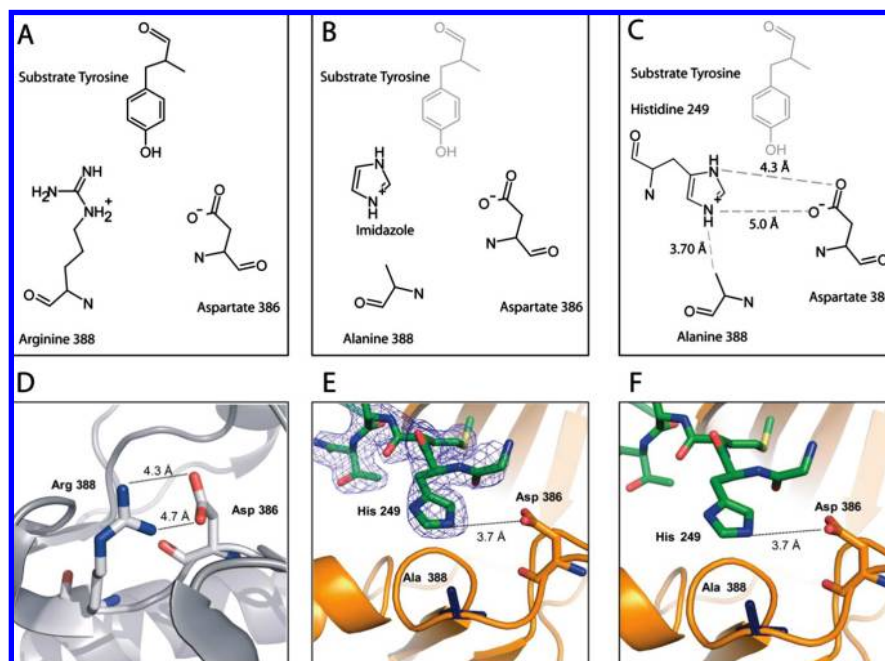 A
O
Substrate Tyrosine
OH
NH
H₂N
NH₂
+
O⁻
O
N
O
N
O
Aspartate 386
Arginine 388
B
O
Substrate Tyrosine
OH
H
N
N
+
H
Imidazole
O⁻
O
N
O
N
O
Alanine 388
Aspartate 386
C
O
Substrate Tyrosine
Histidine 249
OH
O
N
H
N
+
N
H
4.3 Å
5.0 Å
O
O⁻
3.70 Å
N
O
N
O
Aspartate 38
Alanine 388
D
4.3 Å
Arg 388
4.7 Å
Asp 386
E
His 249
Asp 386
3.7 Å
Ala 388
F
His 249
Asp 386
3.7 Å
Ala 388